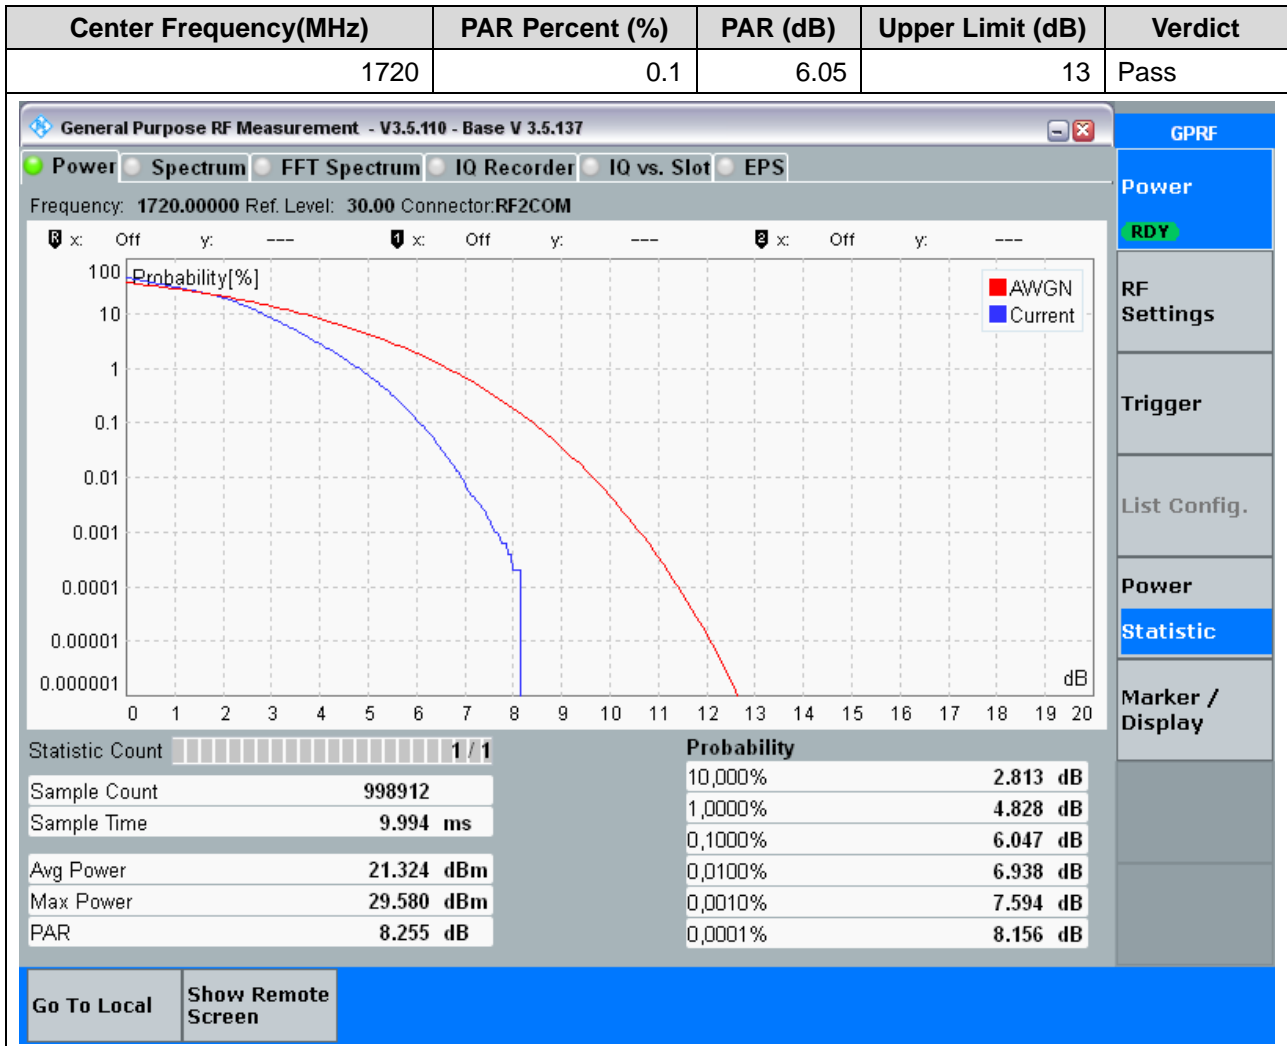 Center Frequency(MHz) PAR Percent (%) PAR (dB) Upper Limit (dB) Verdict
1720 0.1 6.05 13 Pass
General Purpose RF Measurement - V3.5.110 - Base V 3.5.137
GPRF
Power Spectrum FFT Spectrum IQ Recorder IQ vs. Slot EPS
Power
RDY
Frequency: 1720.00000 Ref. Level: 30.00 Connector:RF2COM
R x: Off y: --- 1 x: Off y: --- 2 x: Off y: ---
Probability[%]
AWGN
Current
100
10
1
0.1
0.01
0.001
0.0001
0.00001
0.000001
dB
0 1 2 3 4 5 6 7 8 9 10 11 12 13 14 15 16 17 18 19 20
RF
Settings
Trigger
List Config.
Power
Statistic
Marker /
Display
Statistic Count 1 / 1
Sample Count 998912
Sample Time 9.994 ms
Avg Power 21.324 dBm
Max Power 29.580 dBm
PAR 8.255 dB
Probability
10,000% 2.813 dB
1,0000% 4.828 dB
0,1000% 6.047 dB
0,0100% 6.938 dB
0,0010% 7.594 dB
0,0001% 8.156 dB
Go To Local
Show Remote
Screen